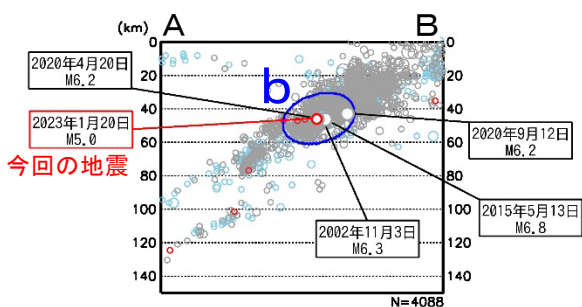 (km) A B
0 0
20 20
40 40
60 60
80 80
100 100
120 120
140 140
2020年4月20日
M6.2
b
2023年1月20日
M5.0
今回の地震
2020年9月12日
M6.2
2002年11月3日
M6.3
2015年5月13日
M6.8
N=4088